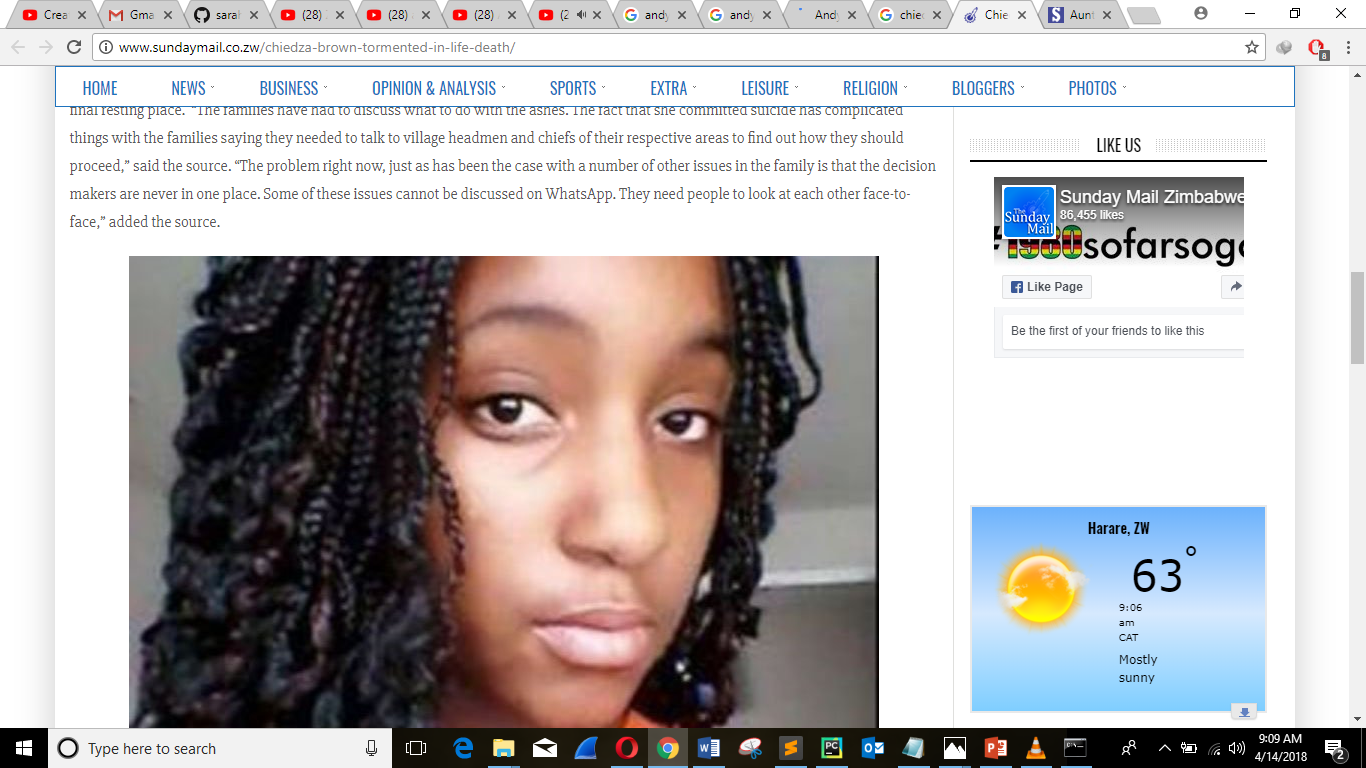 Crea
Gma
sarah
(28)
(28)
(28)
(2
andy
andy
Andy
chied
Chie
Aunt
www.sundaymail.co.zw/chiedza-brown-tormented-in-life-death/
8
HOME NEWS BUSINESS OPINION & ANALYSIS SPORTS EXTRA LEISURE RELIGION BLOGGERS PHOTOS
final resting place. “The families have had to discuss what to do with the ashes. The fact that she committed suicide has complicated
things with the families saying they needed to talk to village headmen and chiefs of their respective areas to find out how they should
proceed,” said the source. “The problem right now, just as has been the case with a number of other issues in the family is that the decision
makers are never in one place. Some of these issues cannot be discussed on WhatsApp. They need people to look at each other face-to-
face,” added the source.
LIKE US
The Sunday Mail
Sunday Mail Zimbabwe
86,455 likes
#1980sofarsogo
Like Page
Be the first of your friends to like this
Harare, ZW
63°
9:06
am
CAT
Mostly
sunny
Type here to search
9:09 AM
4/14/2018
2